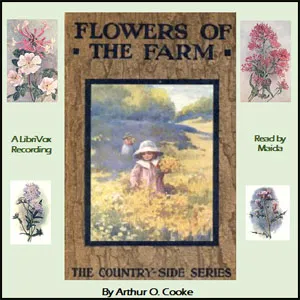 FLOWERS OF
• THE FARM •
A LibriVox
Recording
Read by
Maida
THE COUNTRY-SIDE SERIES
By Arthur O. Cooke